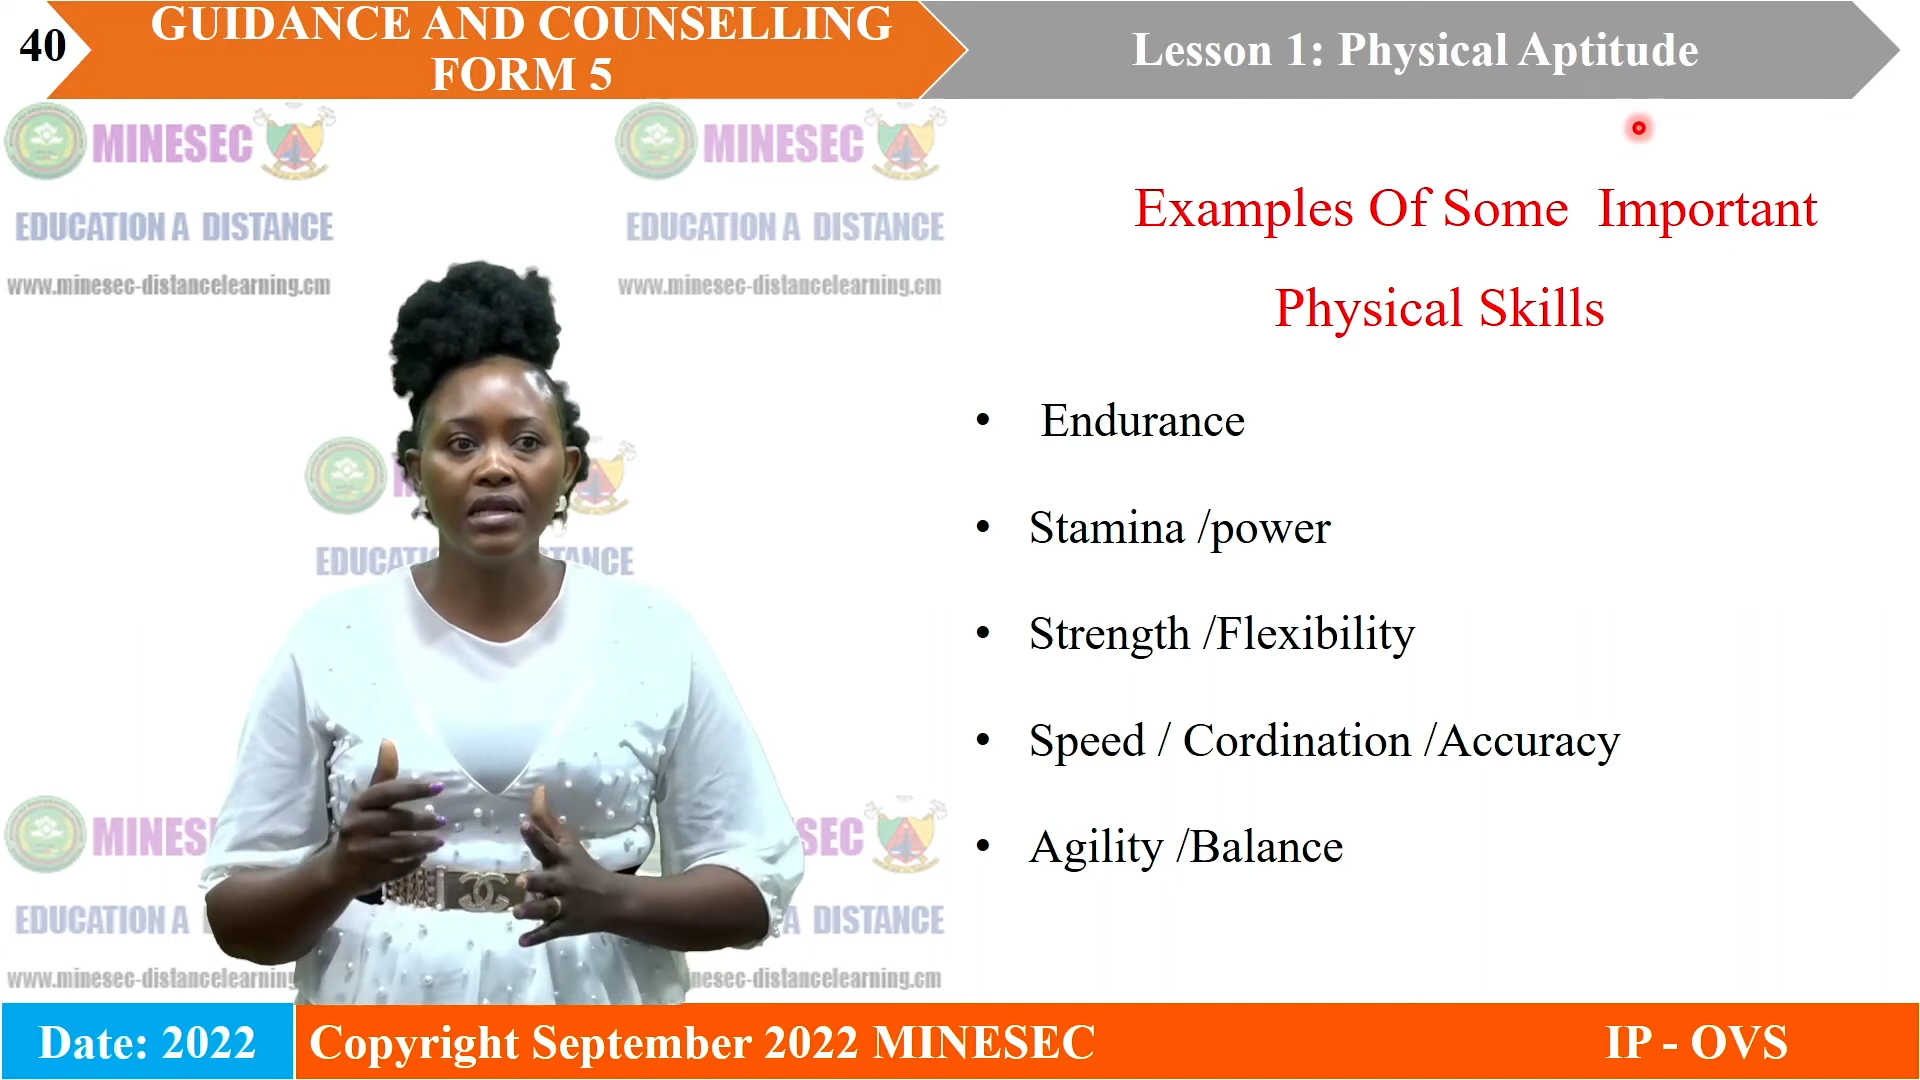 40
GUIDANCE AND COUNSELLING
FORM 5
Lesson 1: Physical Aptitude
MINESEC
MINESEC
EDUCATION A DISTANCE
EDUCATION A DISTANCE
www.minesec-distancelearning.cm
www.minesec-distancelearning.cm
Examples Of Some Important
Physical Skills
• Endurance
• Stamina /power
• Strength /Flexibility
• Speed / Cordination /Accuracy
• Agility /Balance
EDUCATION A
A DISTANCE
Date: 2022
Copyright September 2022 MINESEC
IP - OVS